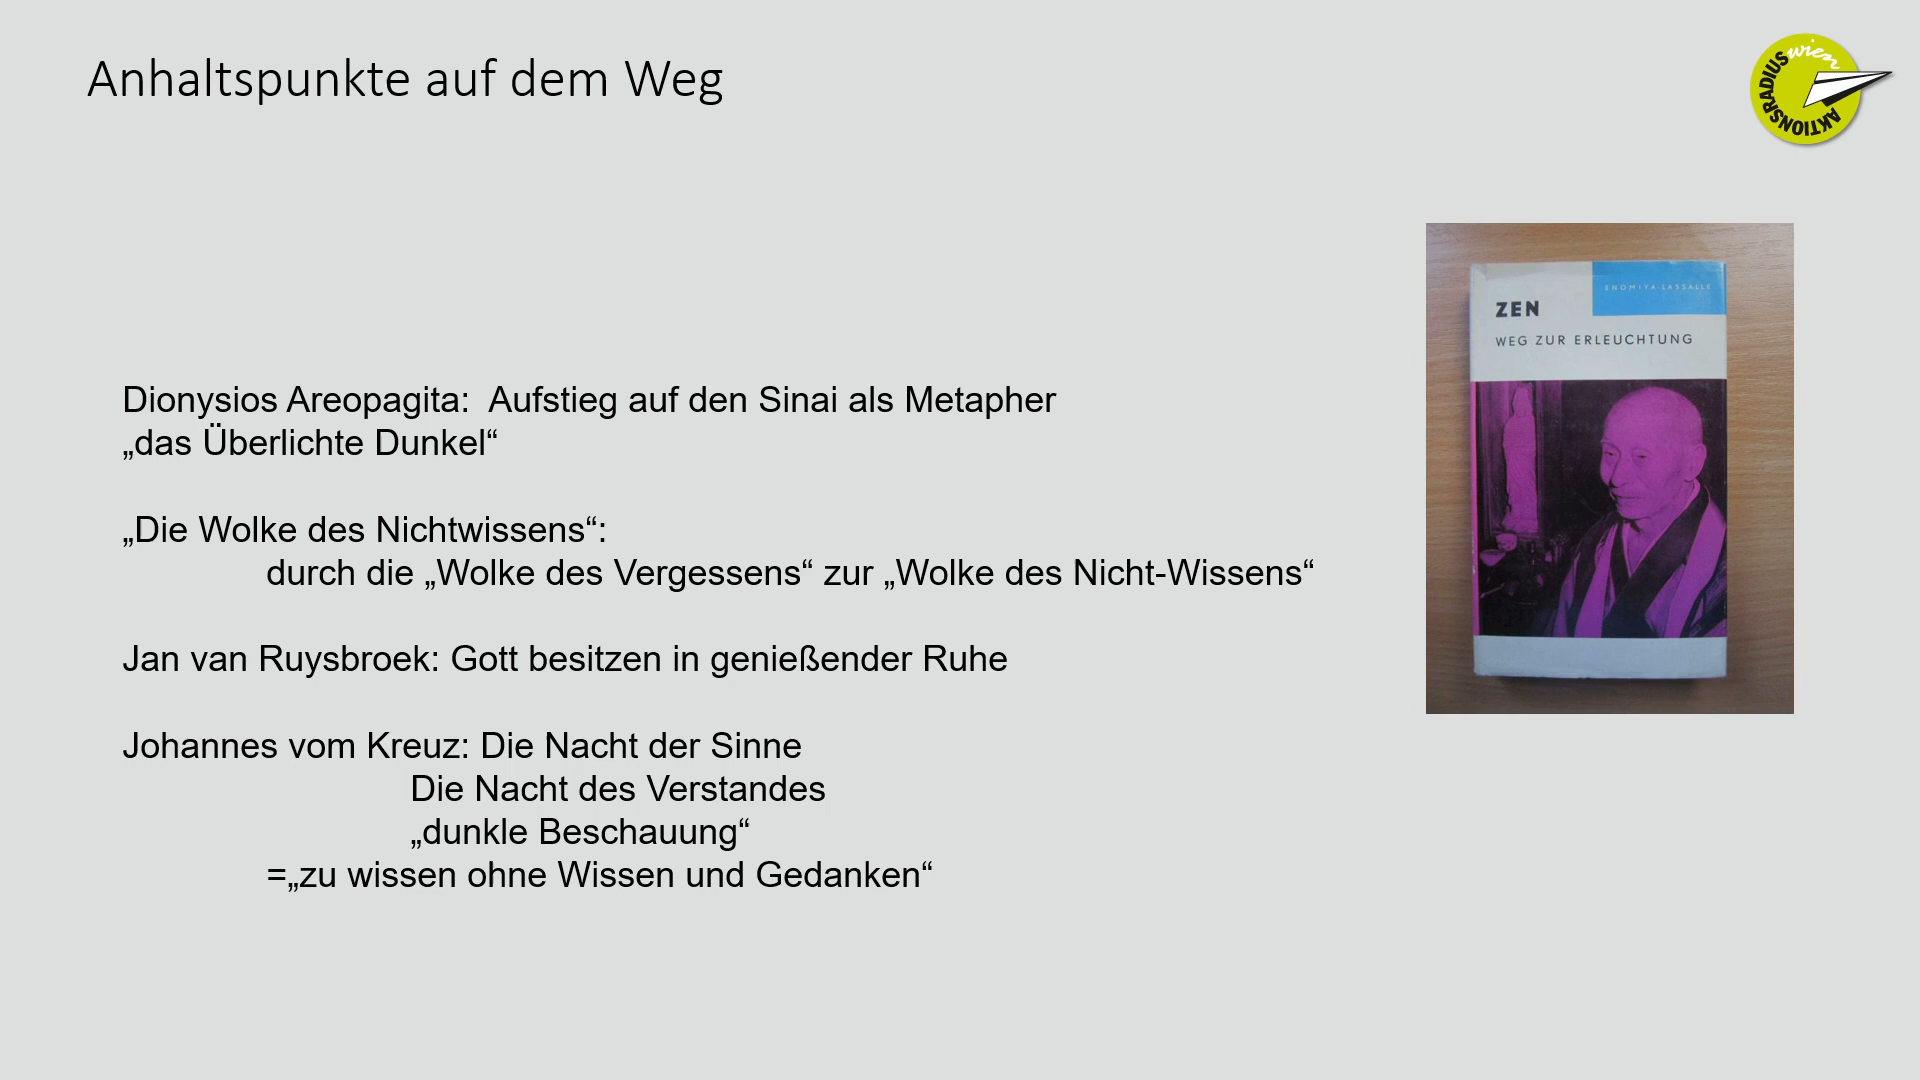 Anhaltspunkte auf dem Weg
AKTIONSRADIUS wien
ENOMIYA-LASSALLE
ZEN
WEG ZUR ERLEUCHTUNG
Dionysios Areopagita:  Aufstieg auf den Sinai als Metapher
„das Überlichte Dunkel“
„Die Wolke des Nichtwissens“:
durch die „Wolke des Vergessens“ zur „Wolke des Nicht-Wissens“
Jan van Ruysbroek: Gott besitzen in genießender Ruhe
Johannes vom Kreuz: Die Nacht der Sinne
Die Nacht des Verstandes
„dunkle Beschauung“
=„zu wissen ohne Wissen und Gedanken“